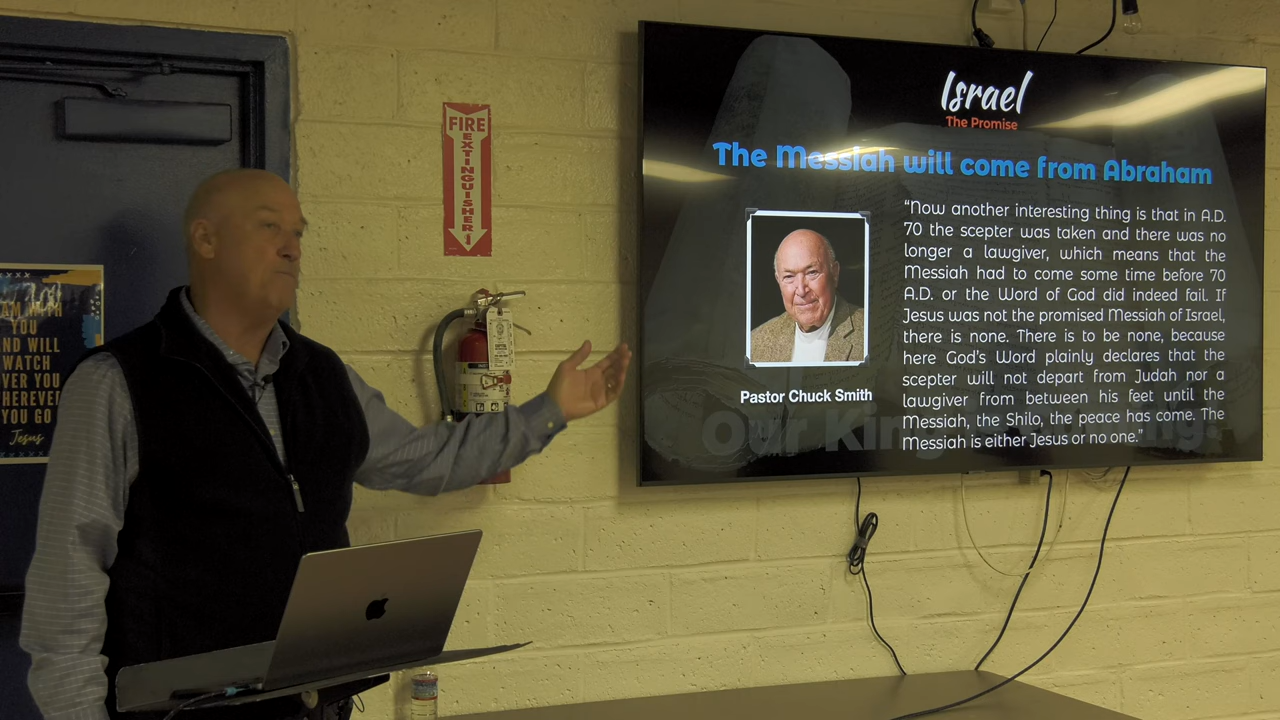 FIRE
EXTINGUISHER
AM WITH
YOU
ND WILL
WATCH
VER YOU
HEREVER
YOU GO
Jesus
Israel
The Promise
The Messiah will come from Abraham
“Now another interesting thing is that in A.D.
70 the scepter was taken and there was no
longer a lawgiver, which means that the
Messiah had to come some time before 70
A.D. or the Word of God did indeed fail. If
Jesus was not the promised Messiah of Israel,
there is none. There is to be none, because
here God’s Word plainly declares that the
scepter will not depart from Judah nor a
lawgiver from between his feet until the
Messiah, the Shilo, the peace has come. The
Messiah is either Jesus or no one.”
Pastor Chuck Smith
Our King